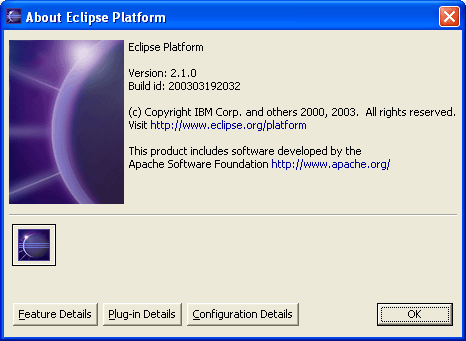 About Eclipse Platform
Eclipse Platform
Version: 2.1.0
Build id: 200303192032
(c) Copyright IBM Corp. and others 2000, 2003.  All rights reserved.
Visit http://www.eclipse.org/platform
This product includes software developed by the
Apache Software Foundation http://www.apache.org/
Feature Details Plug-in Details Configuration Details OK